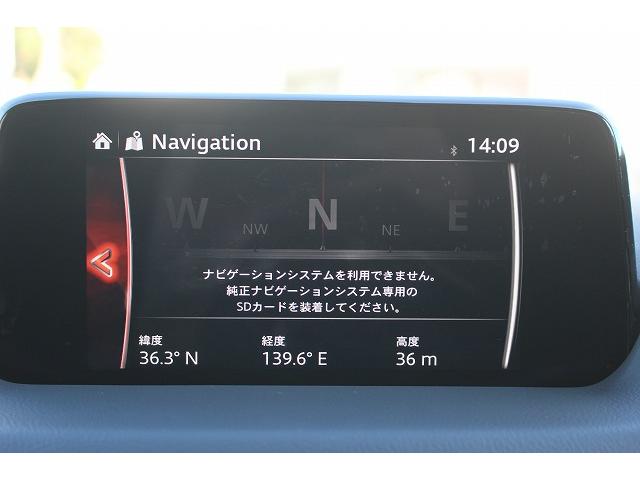 Navigation 14:09
W NW N NE E
ナビゲーションシステムを利用できません。
純正ナビゲーションシステム専用の
SDカードを装着してください。
緯度 経度 高度
36.3° N 139.6° E 36 m